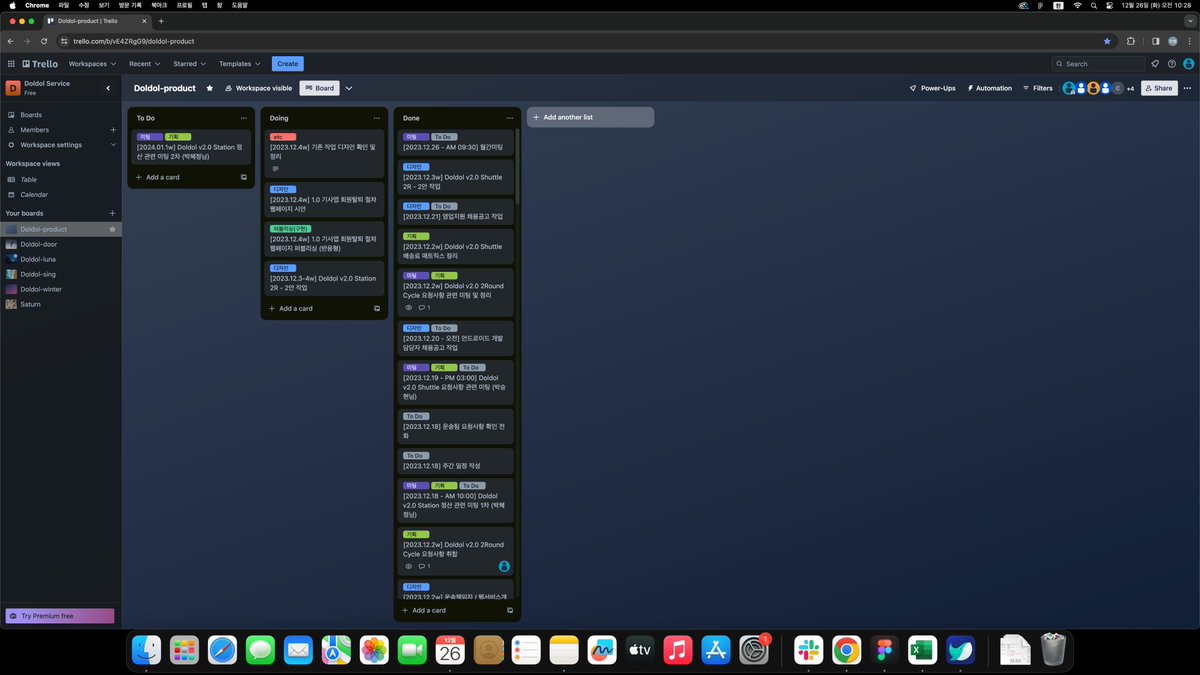 Chrome 파일 수정 보기 방문 기록 북마크 프로필 탭 창 도움말
한
12월 26일 (화) 오전 10:28
Doldol-product | Trello
trello.com/b/vE4ZRgG9/doldol-product
Trello Workspaces Recent Starred Templates Create
Search
D
Doldol Service
Free
Doldol-product Workspace visible Board
Power-Ups Automation Filters
C +4 Share
Boards
Members
Workspace settings
Workspace views
Table
Calendar
Your boards
Doldol-product
Doldol-door
Doldol-luna
Doldol-sing
Doldol-winter
Saturn
Try Premium free
To Do
미팅 기획
[2024.01.1w] Doldol v2.0 Station 정
산 관련 미팅 2차 (박혜정님)
Add a card
Doing
etc
[2023.12.4w] 기존 작업 디자인 확인 및
정리
디자인
[2023.12.4w] 1.0 기사앱 회원탈퇴 절차
웹페이지 시안
퍼블리싱(구현)
[2023.12.4w] 1.0 기사앱 회원탈퇴 절차
웹페이지 퍼블리싱 (반응형)
디자인
[2023.12.3-4w] Doldol v2.0 Station
2R - 2안 작업
Add a card
Done
미팅 To Do
[2023.12.26 - AM 09:30] 월간미팅
디자인
[2023.12.3w] Doldol v2.0 Shuttle
2R - 2안 작업
디자인 To Do
[2023.12.21] 영업지원 채용공고 작업
기획
[2023.12.2w] Doldol v2.0 Shuttle
배송료 매트릭스 정리
미팅 기획
[2023.12.2w] Doldol v2.0 2Round
Cycle 요청사항 관련 미팅 및 정리
1
디자인 To Do
[2023.12.20 - 오전] 안드로이드 개발
담당자 채용공고 작업
미팅 기획 To Do
[2023.12.19 - PM 03:00] Doldol
v2.0 Shuttle 요청사항 관련 미팅 (박승
현님)
To Do
[2023.12.18] 운송팀 요청사항 확인 전
화
To Do
[2023.12.18] 주간 일정 작성
미팅 기획 To Do
[2023.12.18 - AM 10:00] Doldol
v2.0 Station 정산 관련 미팅 1차 (박혜
정님)
기획
[2023.12.2w] Doldol v2.0 2Round
Cycle 요청사항 취합
1
디자인
[2023.12.2w] 운송책임자 / 웹서비스개
Add a card
Add another list
12월
26
tv
1
XLSX